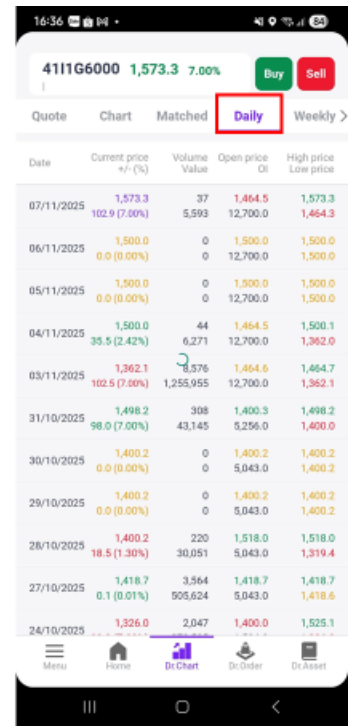 16:36 84
41I1G6000 1,573.3 7.00% Buy Sell
Quote Chart Matched Daily Weekly
Date Current price Volume Open price High price
+/- (%) Value OI Low price
07/11/2025 1,573.3 37 1,464.5 1,573.3
102.9 (7.00%) 5,593 12,700.0 1,464.3
06/11/2025 1,500.0 0 1,500.0 1,500.0
0.0 (0.00%) 0 12,700.0 1,500.0
05/11/2025 1,500.0 0 1,500.0 1,500.0
0.0 (0.00%) 0 12,700.0 1,500.0
04/11/2025 1,500.0 44 1,464.5 1,500.1
35.5 (2.42%) 6,271 12,700.0 1,362.0
03/11/2025 1,362.1 8,576 1,464.6 1,464.7
102.5 (7.00%) 1,255,955 12,700.0 1,362.1
31/10/2025 1,498.2 308 1,400.3 1,498.2
98.0 (7.00%) 43,145 5,256.0 1,400.0
30/10/2025 1,400.2 0 1,400.2 1,400.2
0.0 (0.00%) 0 5,043.0 1,400.2
29/10/2025 1,400.2 0 1,400.2 1,400.2
0.0 (0.00%) 0 5,043.0 1,400.2
28/10/2025 1,400.2 220 1,518.0 1,518.0
18.5 (1.30%) 30,051 5,043.0 1,319.4
27/10/2025 1,418.7 3,564 1,418.7 1,418.7
0.1 (0.01%) 505,624 5,043.0 1,418.6
24/10/2025 1,326.0 2,047 1,400.0 1,525.1
Menu Home Dr.Chart Dr.Order Dr.Asset